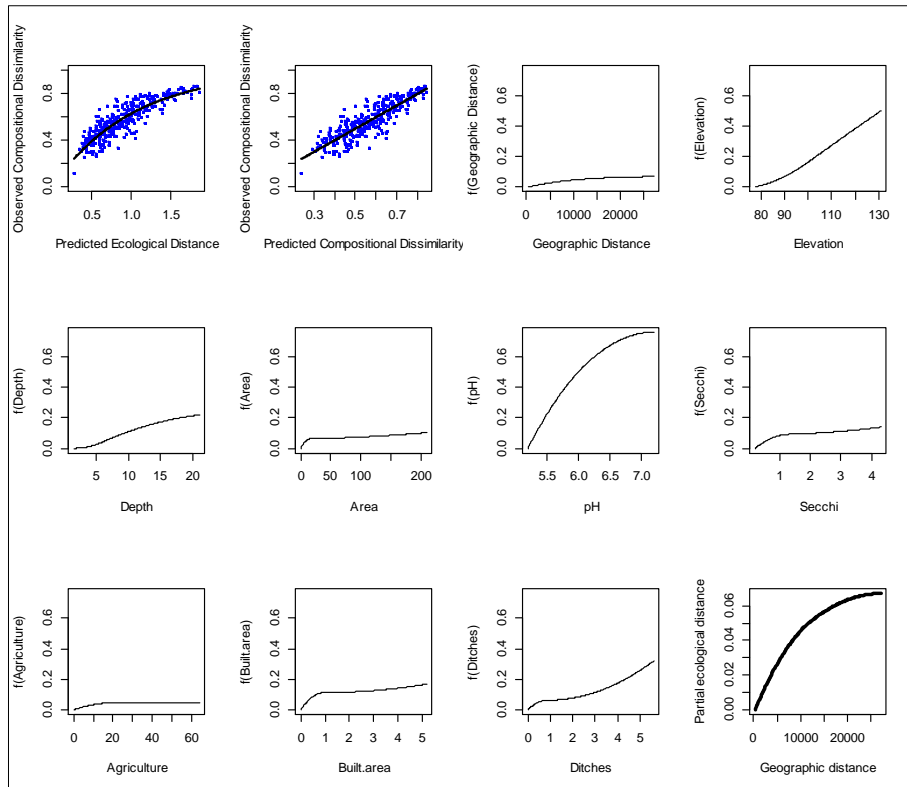 Observed Compositional Dissimilarity
0.0 0.4 0.8
0.5 1.0 1.5
Predicted Ecological Distance
Observed Compositional Dissimilarity
0.0 0.4 0.8
0.3 0.5 0.7
Predicted Compositional Dissimilarity
f(Geographic Distance)
0.0 0.2 0.4 0.6
0 10000 20000
Geographic Distance
f(Elevation)
0.0 0.2 0.4 0.6
80 90 110 130
Elevation
f(Depth)
0.0 0.2 0.4 0.6
5 10 15 20
Depth
f(Area)
0.0 0.2 0.4 0.6
0 50 100 200
Area
f(pH)
0.0 0.2 0.4 0.6
5.5 6.0 6.5 7.0
pH
f(Secchi)
0.0 0.2 0.4 0.6
1 2 3 4
Secchi
f(Agriculture)
0.0 0.2 0.4 0.6
0 20 40 60
Agriculture
f(Built.area)
0.0 0.2 0.4 0.6
0 1 2 3 4 5
Built.area
f(Ditches)
0.0 0.2 0.4 0.6
0 1 2 3 4 5
Ditches
Partial ecological distance
0.00 0.02 0.04 0.06
0 10000 20000
Geographic distance